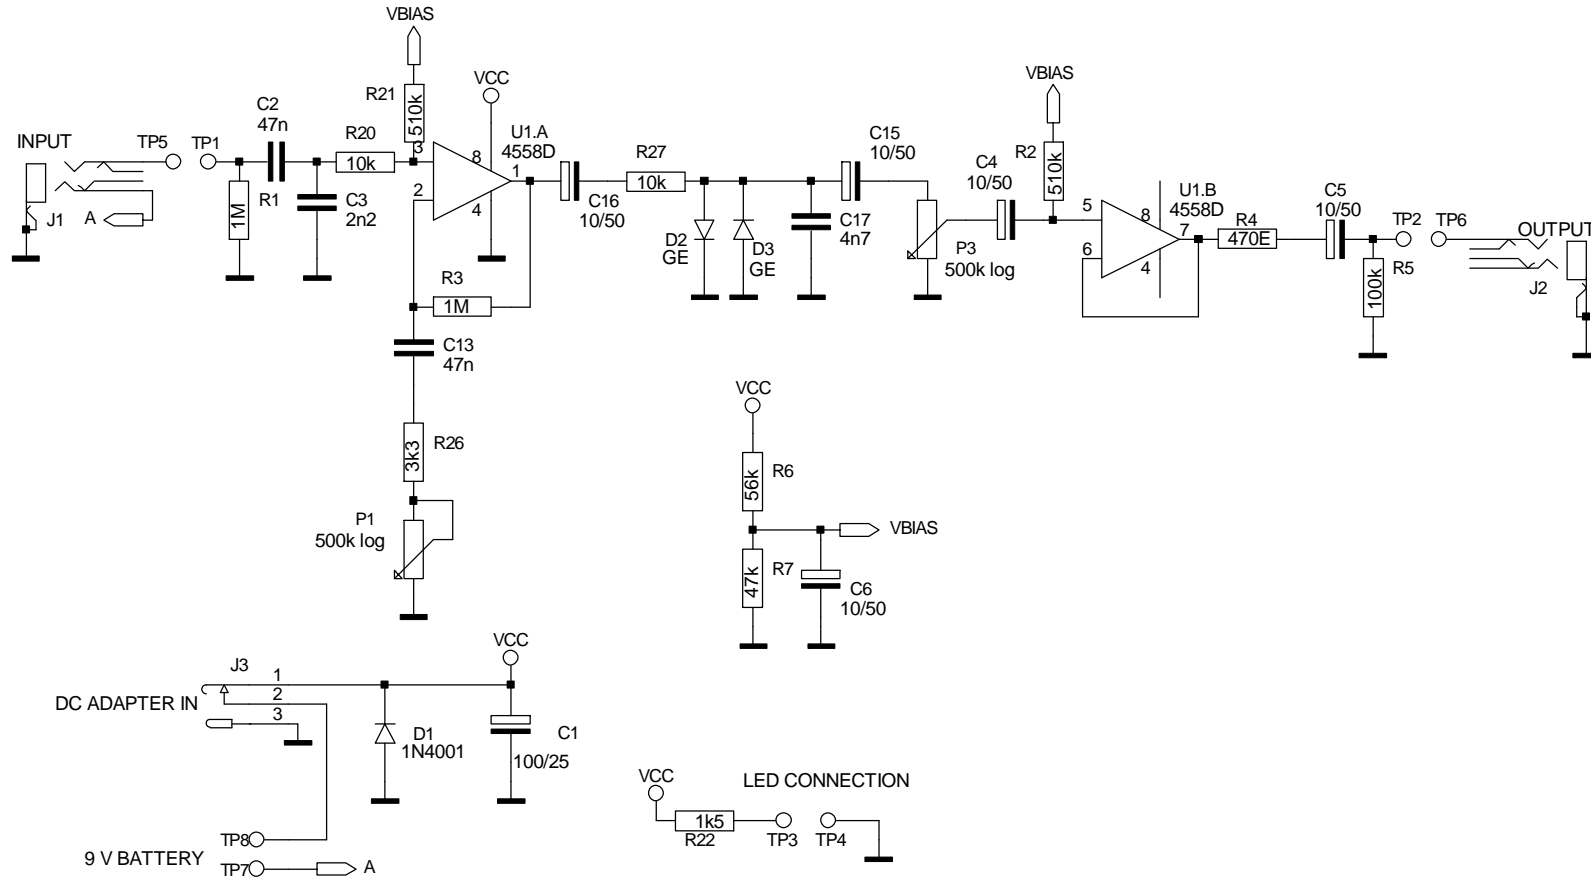 VBIAS
R21
510k
VCC
C2
47n
R20
10k
INPUT
TP5
TP1
J1
A
1M
R1
C3
2n2
3
2
8
4
1
U1.A
4558D
R3
1M
C13
47n
R26
3k3
P1
500k log
C16
10/50
R27
10k
D2
GE
D3
GE
C17
4n7
C15
10/50
P3
500k log
C4
10/50
VBIAS
R2
510k
5
6
8
4
7
U1.B
4558D
R4
470E
C5
10/50
TP2
TP6
R5
100k
OUTPUT
J2
VCC
R6
56k
VBIAS
R7
47k
C6
10/50
J3
1
2
3
DC ADAPTER IN
VCC
D1
1N4001
C1
100/25
TP8
9 V BATTERY
TP7
A
VCC
LED CONNECTION
1k5
R22
TP3
TP4